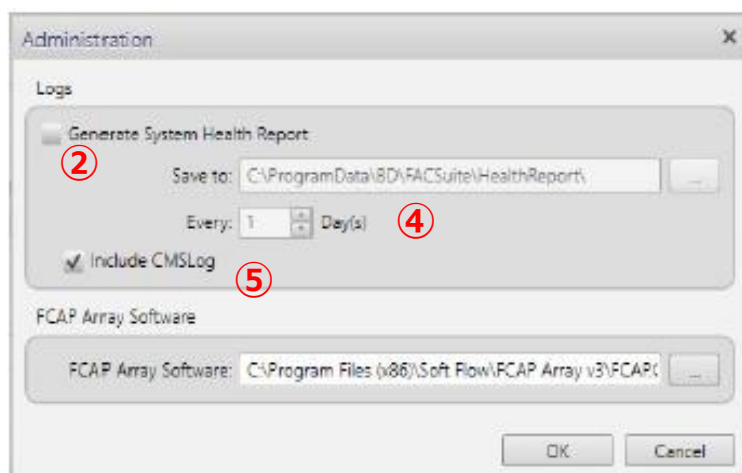 Administration
Logs
Generate System Health Report
②
Save to: C:\ProgramData\BD\FACSuite\HealthReport\ ...
Every: 1 Day(s) ④
Include CMSLog
⑤
FCAP Array Software
FCAP Array Software: C:\Program Files (x86)\Soft Flow\FCAP Array v3\FCAP( ...
OK Cancel